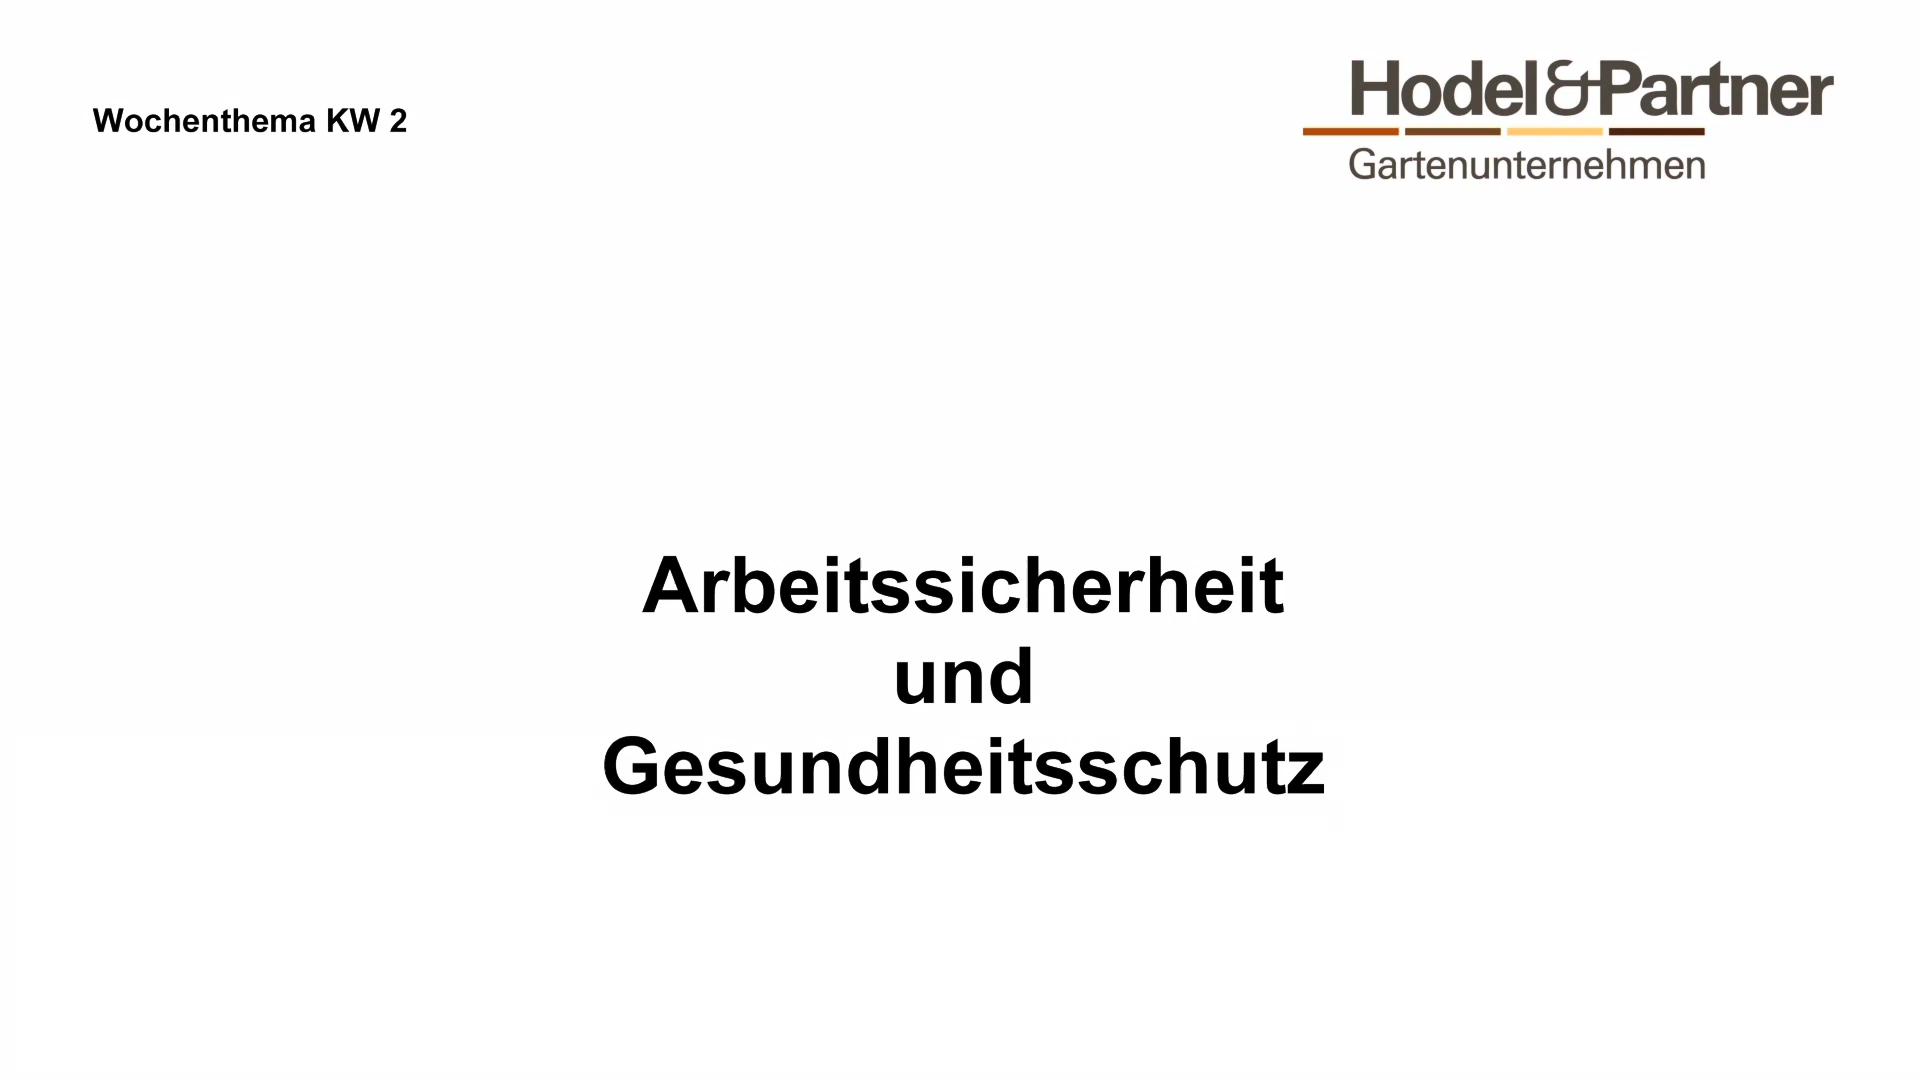 Wochenthema KW 2
Hodel&Partner
Gartenunternehmen
Arbeitssicherheit
und
Gesundheitsschutz